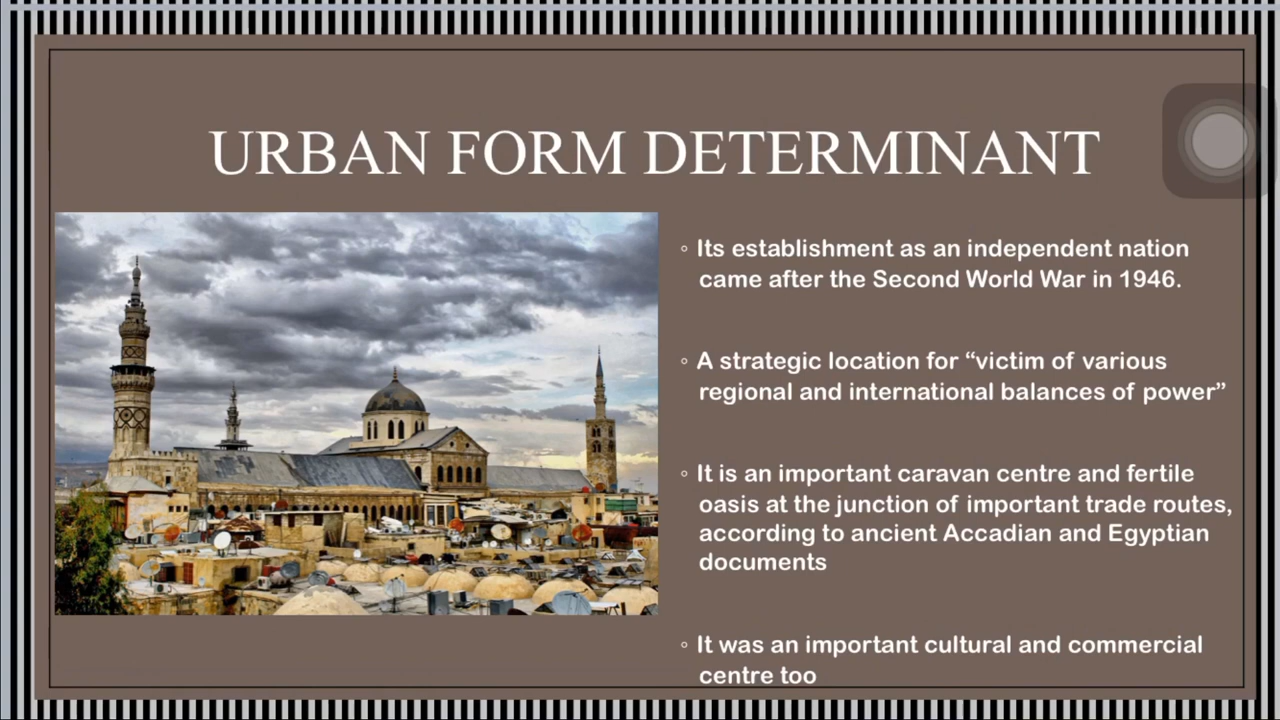 URBAN FORM DETERMINANT
◦ Its establishment as an independent nation
came after the Second World War in 1946.
◦ A strategic location for “victim of various
regional and international balances of power”
◦ It is an important caravan centre and fertile
oasis at the junction of important trade routes,
according to ancient Accadian and Egyptian
documents
◦ It was an important cultural and commercial
centre too